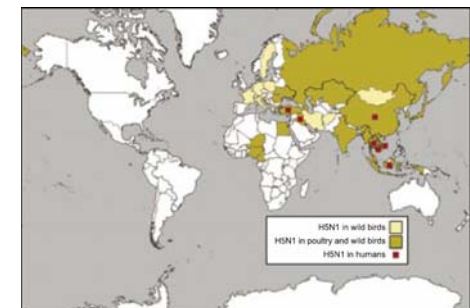 H5N1 in wild birds
H5N1 in poultry and wild birds
H5N1 in humans